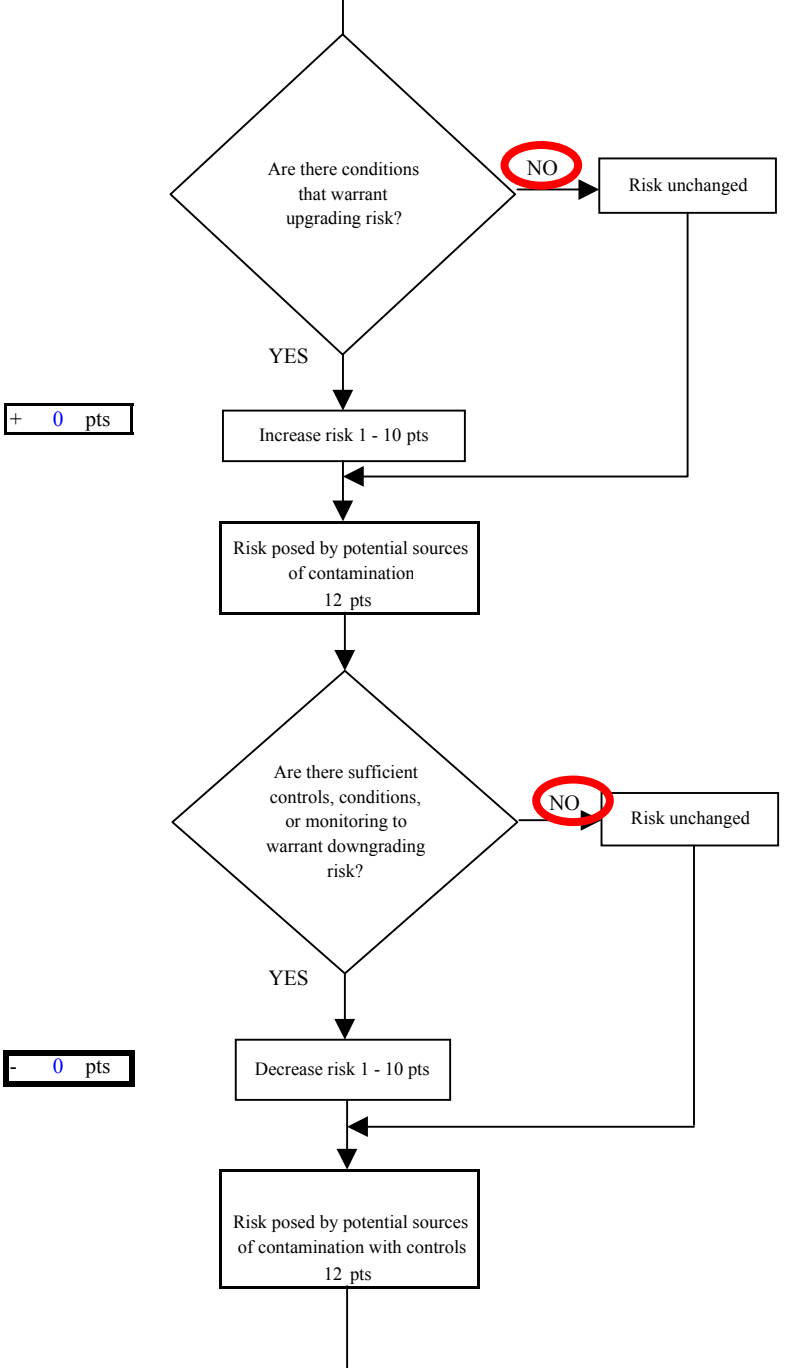 Are there conditions
that warrant
upgrading risk?
NO
Risk unchanged
YES
+ 0 pts
Increase risk 1 - 10 pts
Risk posed by potential sources
of contamination
12 pts
Are there sufficient
controls, conditions,
or monitoring to
warrant downgrading
risk?
NO
Risk unchanged
YES
- 0 pts
Decrease risk 1 - 10 pts
Risk posed by potential sources
of contamination with controls
12 pts